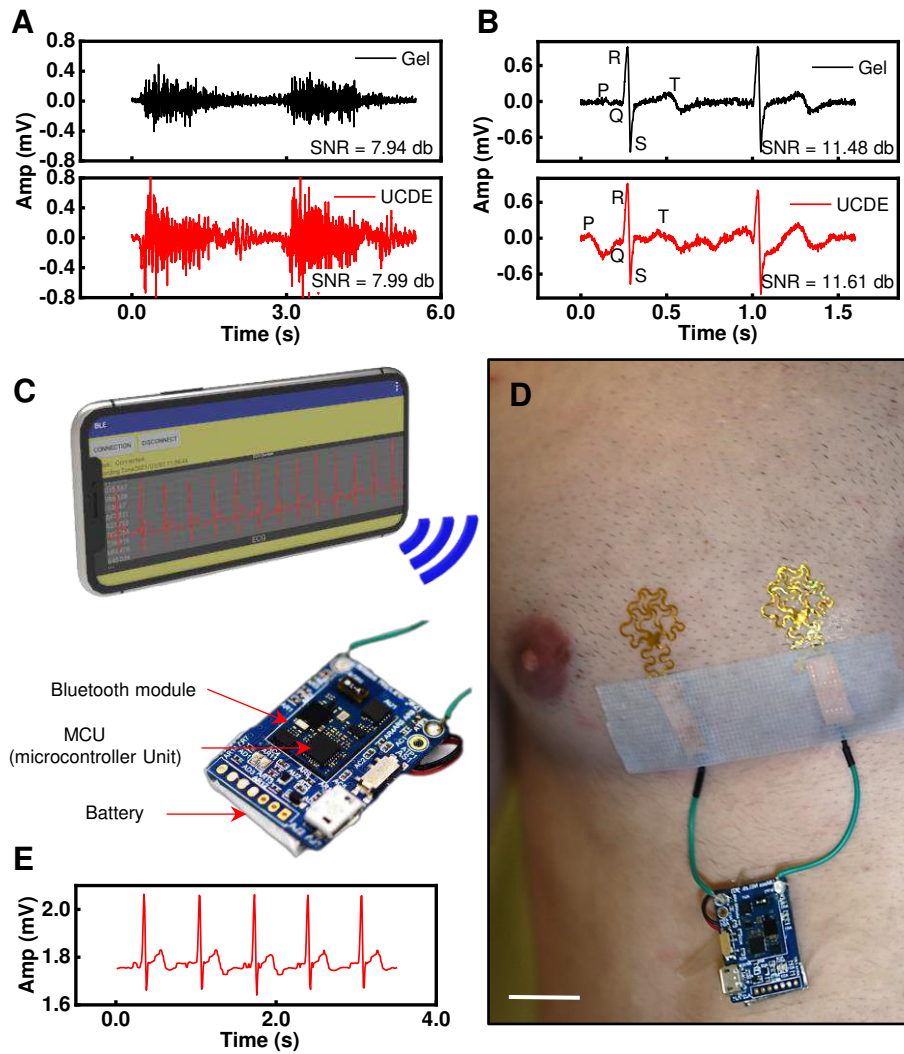 A
0.8
0.4
0.0
-0.4
-0.8
Gel
SNR = 7.94 db
0.8
0.4
0.0
-0.4
-0.8
UCDE
SNR = 7.99 db
Amp (mV)
0.0
3.0
6.0
Time (s)
B
0.6
0.0
-0.6
P
Q
R
S
T
Gel
SNR = 11.48 db
0.6
0.0
-0.6
P
Q
R
S
T
UCDE
SNR = 11.61 db
Amp (mV)
0.0
0.5
1.0
1.5
Time (s)
C
BLE
CONNECTION
DISCONNECT
ECG
Bluetooth module
MCU
(microcontroller Unit)
Battery
D
E
2.0
1.8
1.6
Amp (mV)
0.0
2.0
4.0
Time (s)